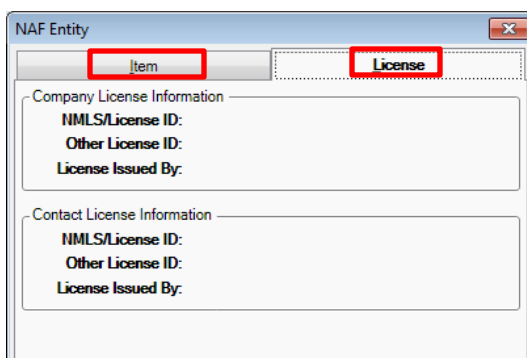 NAF Entity
Item License
Company License Information
NMLS/License ID:
Other License ID:
License Issued By:
Contact License Information
NMLS/License ID:
Other License ID:
License Issued By: